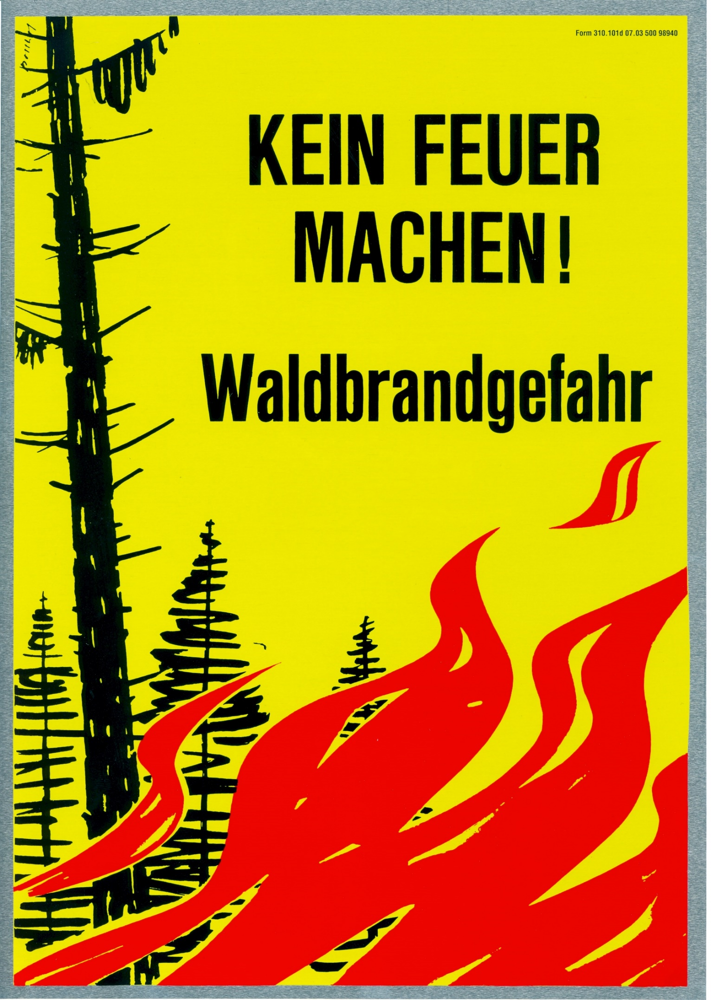 Form 310.101d 07.03 500 98940
KEIN FEUER
MACHEN!
Waldbrandgefahr